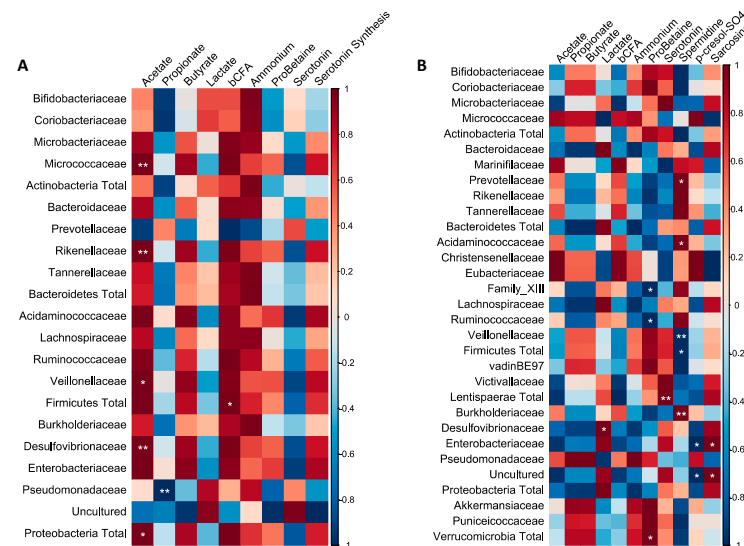 A
Acetate
Propionate
Butyrate
Lactate
bCFA
Ammonium
ProBetaine
Serotonin
Serotonin Synthesis
Bifidobacteriaceae
Coriobacteriaceae
Microbacteriaceae
Micrococcaceae **
Actinobacteria Total
Bacteroidaceae
Prevotellaceae
Rikenellaceae **
Tannerellaceae
Bacteroidetes Total
Acidaminococcaceae
Lachnospiraceae
Ruminococcaceae
Veillonellaceae *
Firmicutes Total *
Burkholderiaceae
Desulfovibrionaceae **
Enterobacteriaceae
Pseudomonadaceae **
Uncultured
Proteobacteria Total *
1
0.8
0.6
0.4
0.2
0
-0.2
-0.4
-0.6
-0.8
1
B
Acetate
Propionate
Butyrate
Lactate
bCFA
Ammonium
ProBetaine
Serotonin
Spermidine
p-cresol-SO4
Sarcosine
Bifidobacteriaceae
Coriobacteriaceae
Microbacteriaceae
Micrococcaceae
Actinobacteria Total
Bacteroidaceae
Marinifilaceae
Prevotellaceae *
Rikenellaceae
Tannerellaceae
Bacteroidetes Total
Acidaminococcaceae *
Christensenellaceae
Eubacteriaceae
Family_XIII *
Lachnospiraceae
Ruminococcaceae *
Veillonellaceae **
Firmicutes Total *
vadinBE97
Victivallaceae
Lentispaerae Total **
Burkholderiaceae **
Desulfovibrionaceae *
Enterobacteriaceae * *
Pseudomonadaceae
Uncultured * *
Proteobacteria Total
Akkermansiaceae
Puniceicoccaceae
Verrucomicrobia Total *
1
0.8
0.6
0.4
0.2
0
-0.2
-0.4
-0.6
-0.8
1